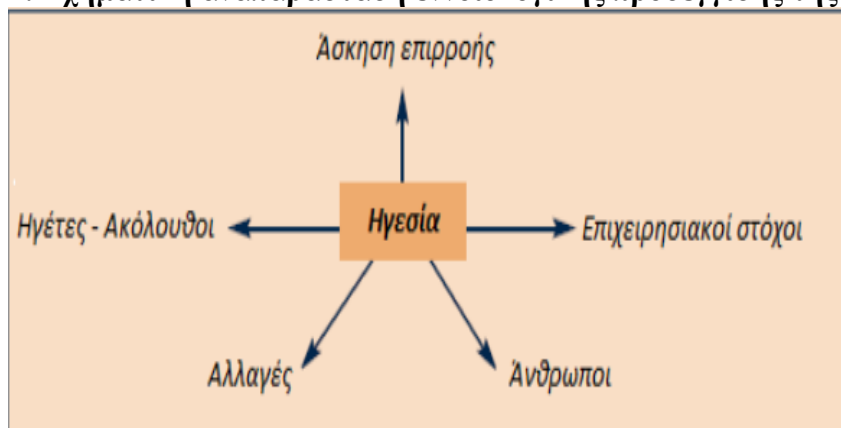 Άσκηση επιρροής
Ηγέτες - Ακόλουθοι
Ηγεσία
Επιχειρησιακοί στόχοι
Αλλαγές
Άνθρωποι